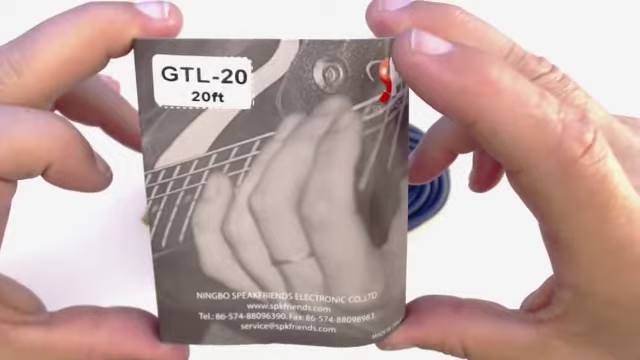 GTL-20
20ft
NINGBO SPEAKFRIENDS ELECTRONIC CO.,LTD
www.spkfriends.com
Tel.: 86-574-88096390 Fax: 86-574-88098983
service@spkfriends.com